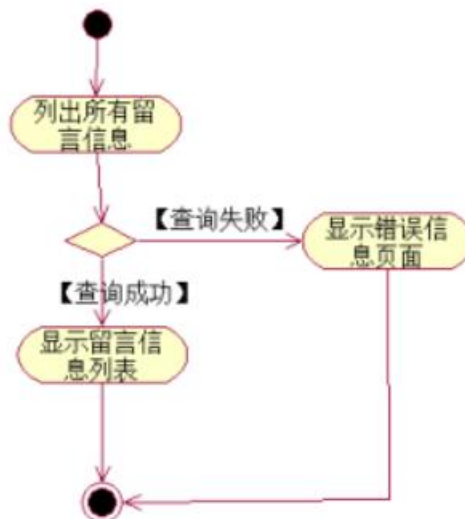 列出所有留
言信息
【查询失败】
显示错误信
息页面
【查询成功】
显示留言信
息列表